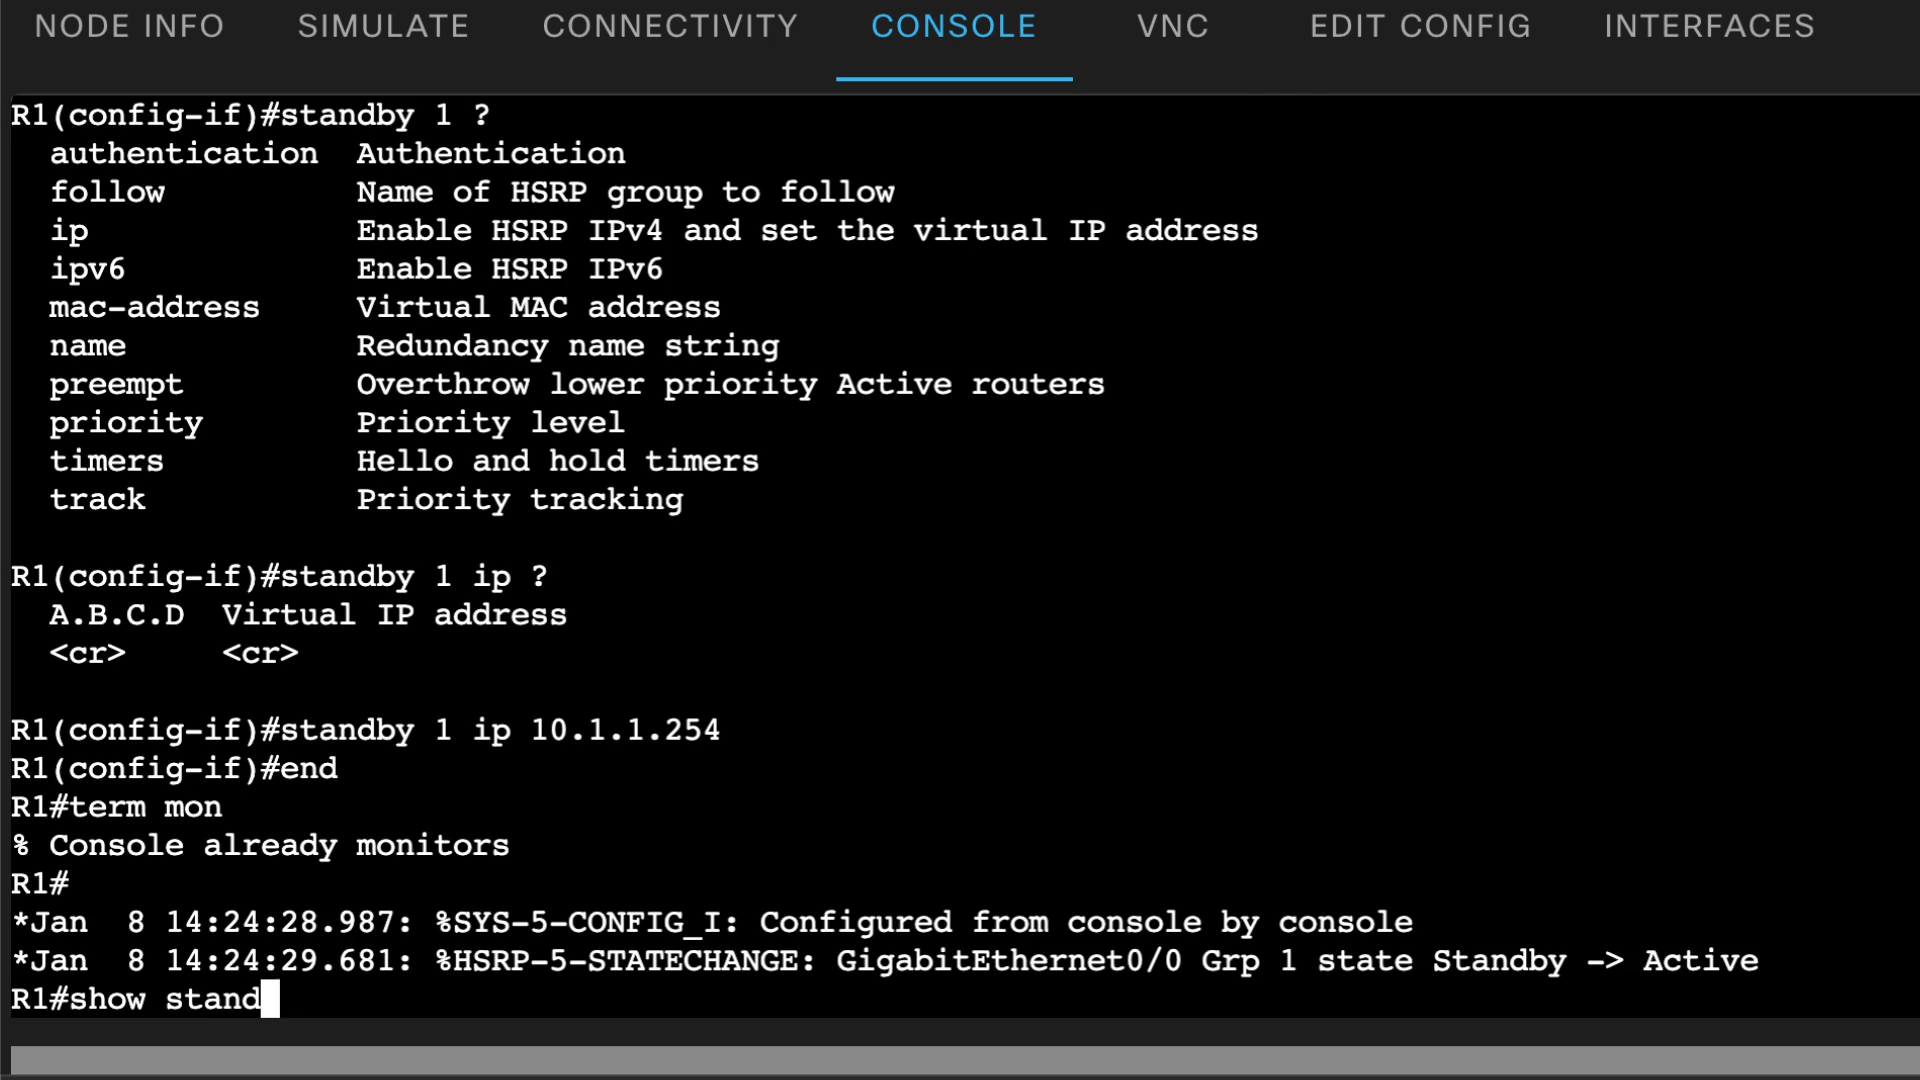 NODE INFO SIMULATE CONNECTIVITY CONSOLE VNC EDIT CONFIG INTERFACES
R1(config-if)#standby 1 ?
  authentication  Authentication
  follow          Name of HSRP group to follow
  ip              Enable HSRP IPv4 and set the virtual IP address
  ipv6            Enable HSRP IPv6
  mac-address     Virtual MAC address
  name            Redundancy name string
  preempt         Overthrow lower priority Active routers
  priority        Priority level
  timers          Hello and hold timers
  track           Priority tracking
R1(config-if)#standby 1 ip ?
  A.B.C.D  Virtual IP address
  <cr>     <cr>
R1(config-if)#standby 1 ip 10.1.1.254
R1(config-if)#end
R1#term mon
% Console already monitors
R1#
*Jan  8 14:24:28.987: %SYS-5-CONFIG_I: Configured from console by console
*Jan  8 14:24:29.681: %HSRP-5-STATECHANGE: GigabitEthernet0/0 Grp 1 state Standby -> Active
R1#show stand